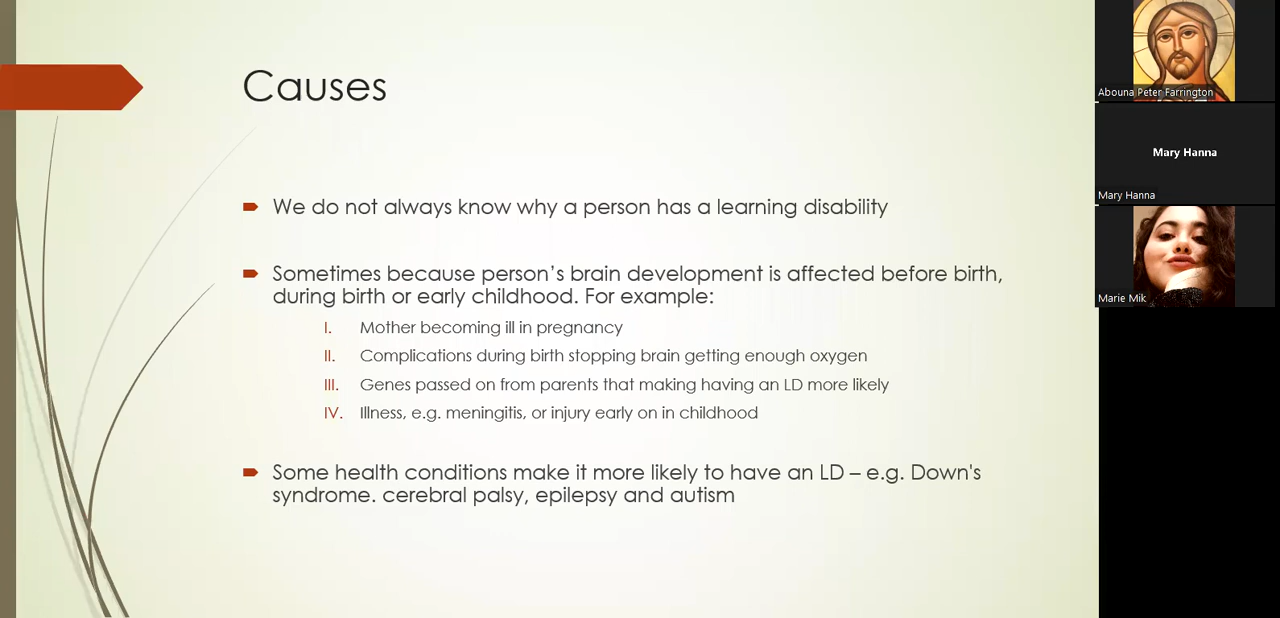 Causes
We do not always know why a person has a learning disability
Sometimes because person’s brain development is affected before birth,
during birth or early childhood. For example:
I. Mother becoming ill in pregnancy
II. Complications during birth stopping brain getting enough oxygen
III. Genes passed on from parents that making having an LD more likely
IV. Illness, e.g. meningitis, or injury early on in childhood
Some health conditions make it more likely to have an LD – e.g. Down's
syndrome. cerebral palsy, epilepsy and autism
Abouna Peter Farrington
Mary Hanna
Mary Hanna
Marie Mik